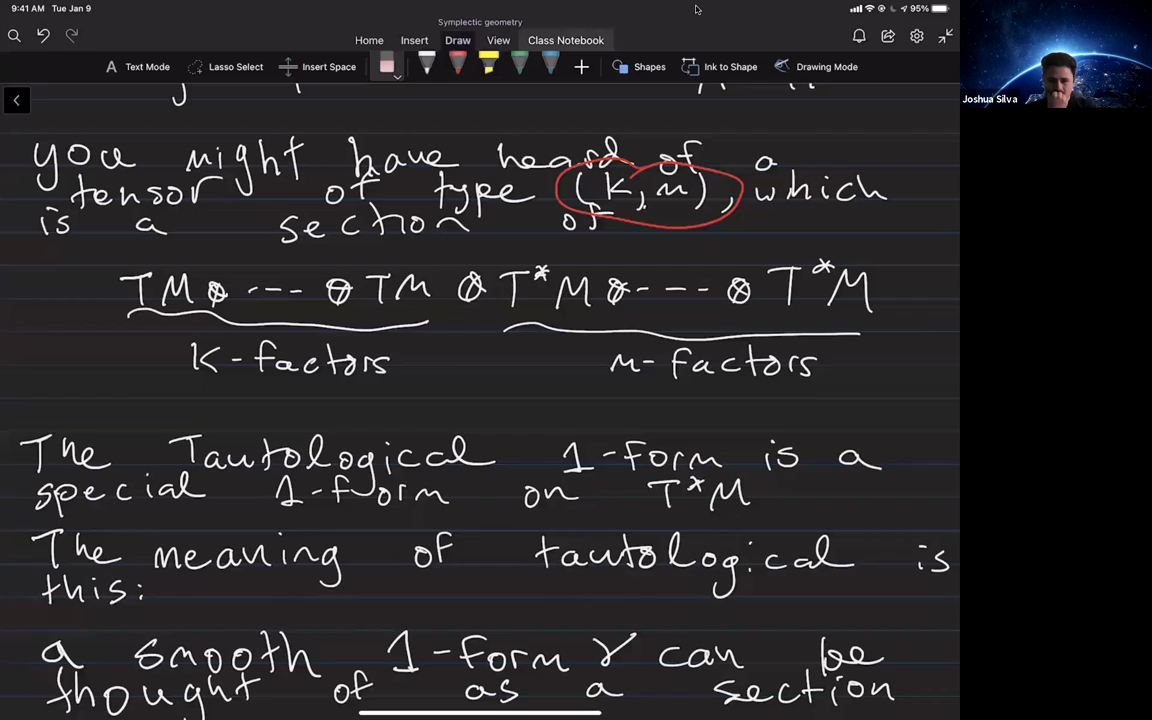 9:41 AM Tue Jan 9
95%
Symplectic geometry
Home Insert Draw View Class Notebook
Text Mode Lasso Select Insert Space Shapes Ink to Shape Drawing Mode
Joshua Silva
you might have heard of a
tensor of type (k,m), which
is a section of
TM⊗---⊗TM⊗T*M⊗---⊗T*M
k-factors m-factors
The Tautological 1-form is a
special 1-form on T*M
The meaning of tautological is
this:
a smooth 1-form γ can be
thought of as a section